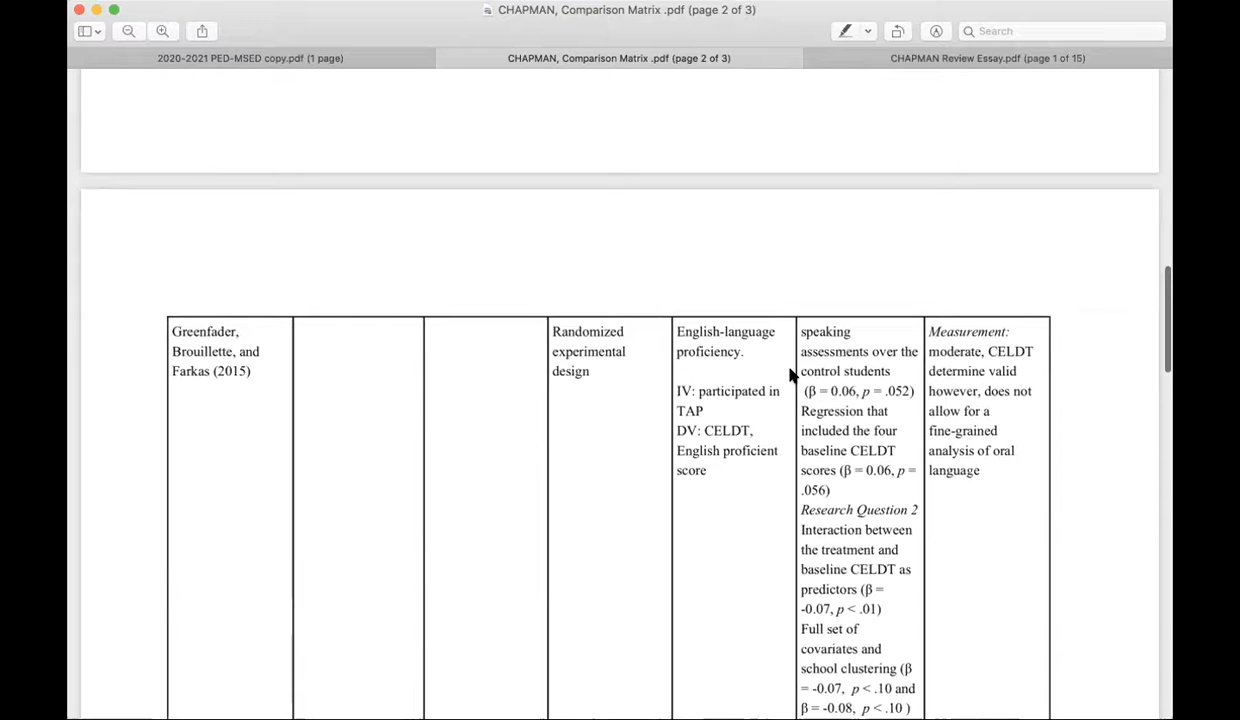 CHAPMAN, Comparison Matrix .pdf (page 2 of 3)
Search
2020-2021 PED-MSED copy.pdf (1 page)
CHAPMAN, Comparison Matrix .pdf (page 2 of 3)
CHAPMAN Review Essay.pdf (page 1 of 15)
Greenfader,
Brouillette, and
Farkas (2015)
Randomized
experimental
design
English-language
proficiency.
IV: participated in
TAP
DV: CELDT,
English proficient
score
speaking
assessments over the
control students
(β = 0.06, p = .052)
Regression that
included the four
baseline CELDT
scores (β = 0.06, p =
.056)
Research Question 2
Interaction between
the treatment and
baseline CELDT as
predictors (β =
-0.07, p < .01)
Full set of
covariates and
school clustering (β
= -0.07, p < .10 and
β = -0.08, p < .10 )
Measurement:
moderate, CELDT
determine valid
however, does not
allow for a
fine-grained
analysis of oral
language